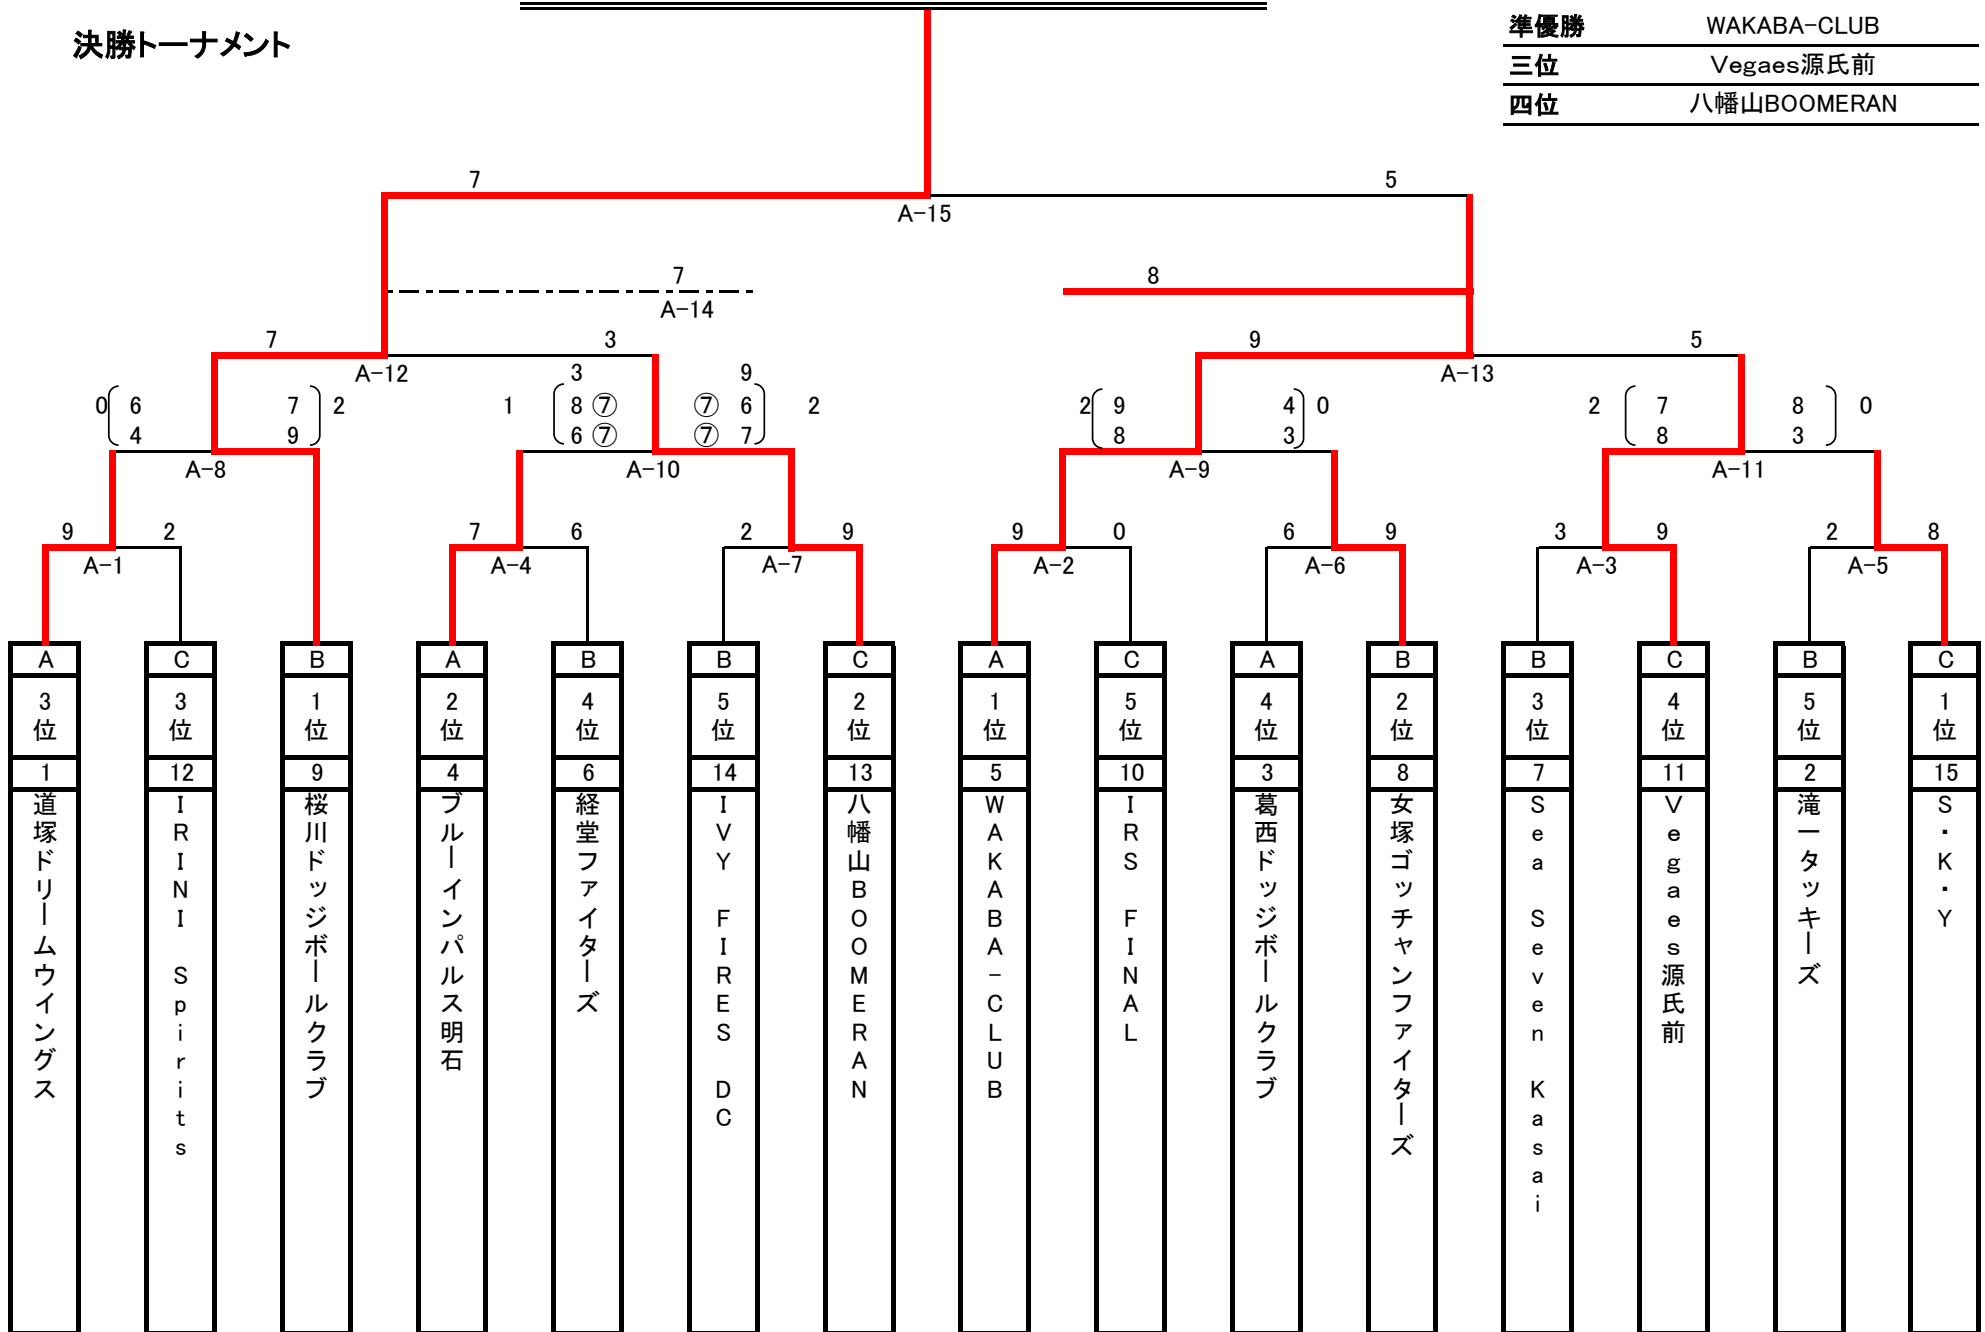 準優勝 WAKABA-CLUB
決勝トーナメント
三位 Vegaes源氏前
四位 八幡山BOOMERAN
7 5
A-15
7 8
A-14
7 3 9 5
A-12 A-13
3 9
0 6 7 2 1 8 ⑦ ⑦ 6 2 2 9 4 0 2 7 8 0
4 9 6 ⑦ ⑦ 7 8 3 8 3
A-8 A-10 A-9 A-11
9 2 7 6 2 9 9 0 6 9 3 9 2 8
A-1 A-4 A-7 A-2 A-6 A-3 A-5
A C B A B B C A C A B B C B C
3位 3位 1位 2位 4位 5位 2位 1位 5位 4位 2位 3位 4位 5位 1位
1 12 9 4 6 14 13 5 10 3 8 7 11 2 15
道塚ドリームウイングス
IRINI Spirits
桜川ドッジボールクラブ
ブルーインパルス明石
経堂ファイターズ
IVY FIRES DC
八幡山BOOMERAN
WAKABA-CLUB
IRS FINAL
葛西ドッジボールクラブ
女塚ゴッチャンファイターズ
Sea Seven Kasai
Vegaes源氏前
滝一タッキーズ
S・K・Y